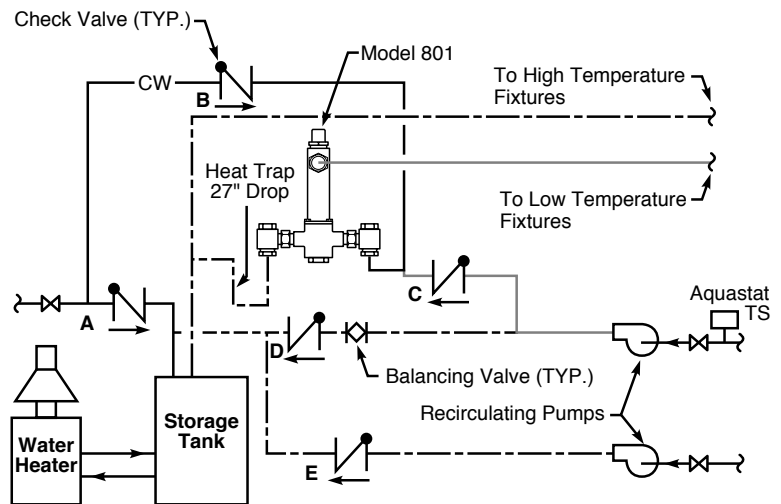 Check Valve (TYP.)
Model 801
CW
B
To High Temperature
Fixtures
Heat Trap
27" Drop
To Low Temperature
Fixtures
C
A
Aquastat
TS
D
Balancing Valve (TYP.)
Recirculating Pumps
Storage
Tank
Water
Heater
E